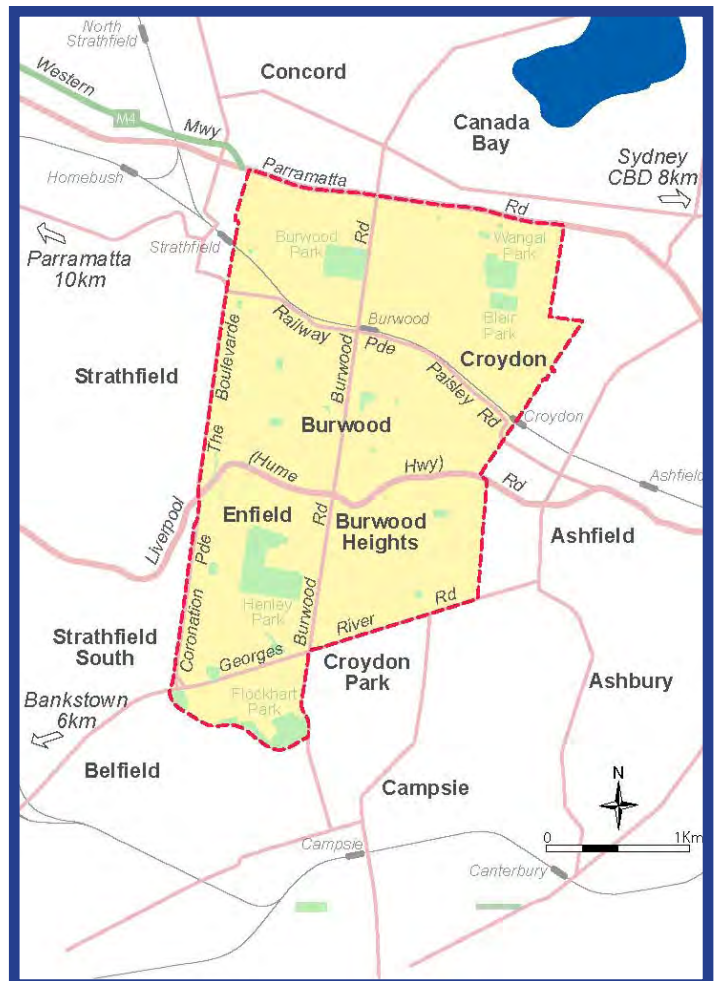 North
Strathfield
Concord
Western
M4
Mwy
Canada
Bay
Sydney
CBD 8km
Homebush
Parramatta
Rd
Strathfield
Burwood
Park
Rd
Wangal
Park
Parramatta
10km
Blair
Park
Burwood
Railway
Pde
Croydon
Strathfield
The Boulevarde
Burwood
Paisley
Rd
Croydon
Burwood
Ashfield
(Hume
Hwy)
Rd
Liverpool
Enfield
Rd
Burwood
Heights
Ashfield
Coronation Pde
Henley
Park
Burwood
Strathfield
South
Georges
River
Rd
Croydon
Park
Ashbury
Flockhart
Park
Bankstown
6km
Belfield
Campsie
N
0
1Km
Campsie
Canterbury